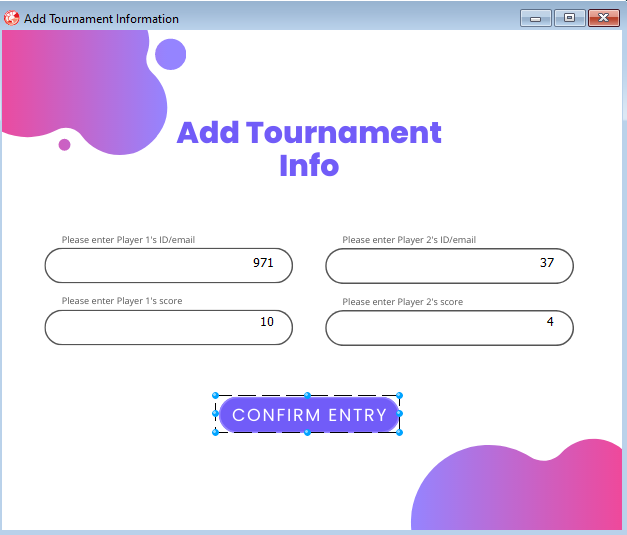 Add Tournament Information
Add Tournament
Info
Please enter Player 1's ID/email
Please enter Player 2's ID/email
971
37
Please enter Player 1's score
Please enter Player 2's score
10
4
CONFIRM ENTRY